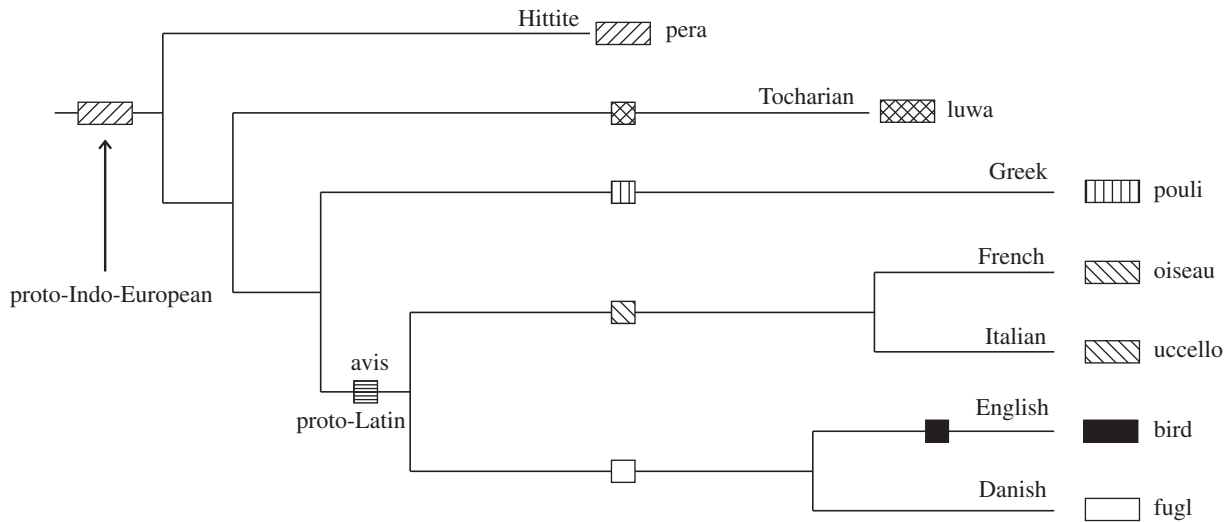 Hittite
pera
Tocharian
luwa
Greek
pouli
French
oiseau
proto-Indo-European
Italian
uccello
avis
proto-Latin
English
bird
Danish
fugl